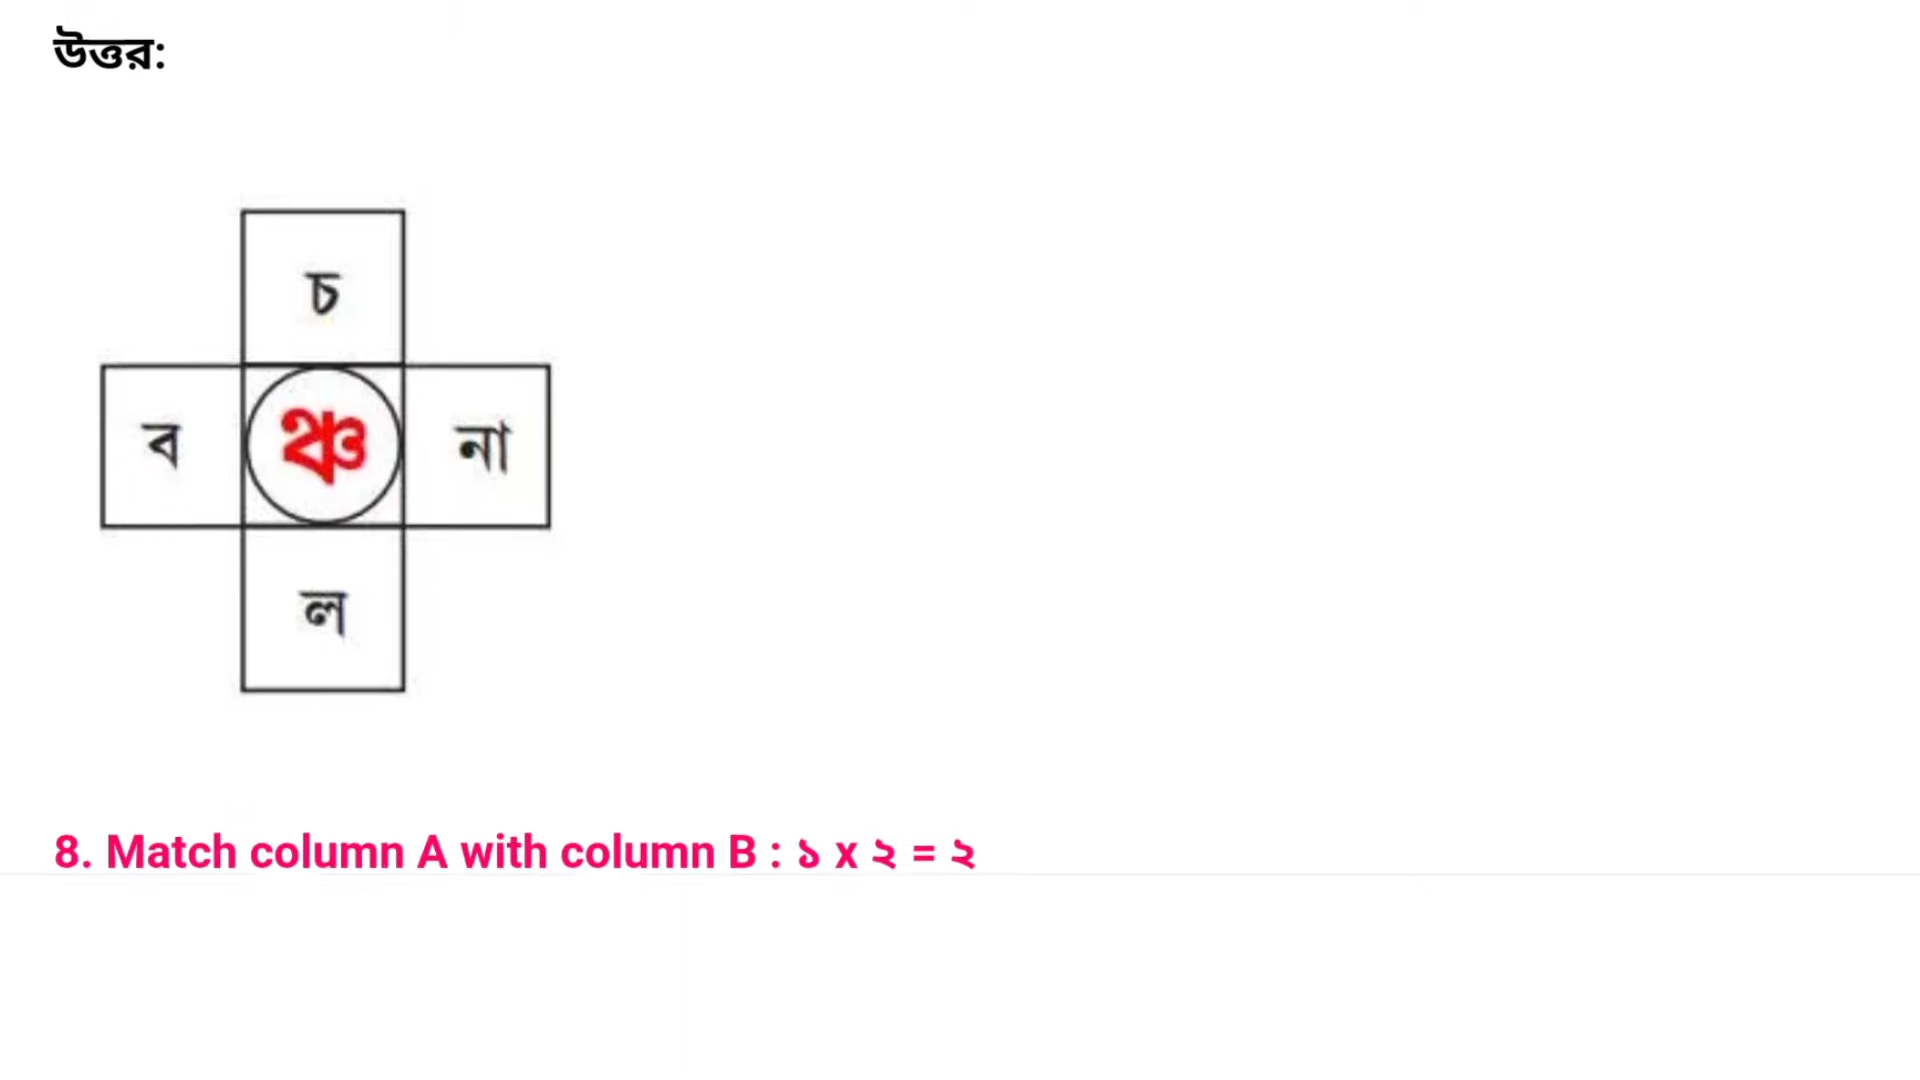 উত্তর:
চ
ব ঞ্চ না
ল
8. Match column A with column B : ১ x ২ = ২